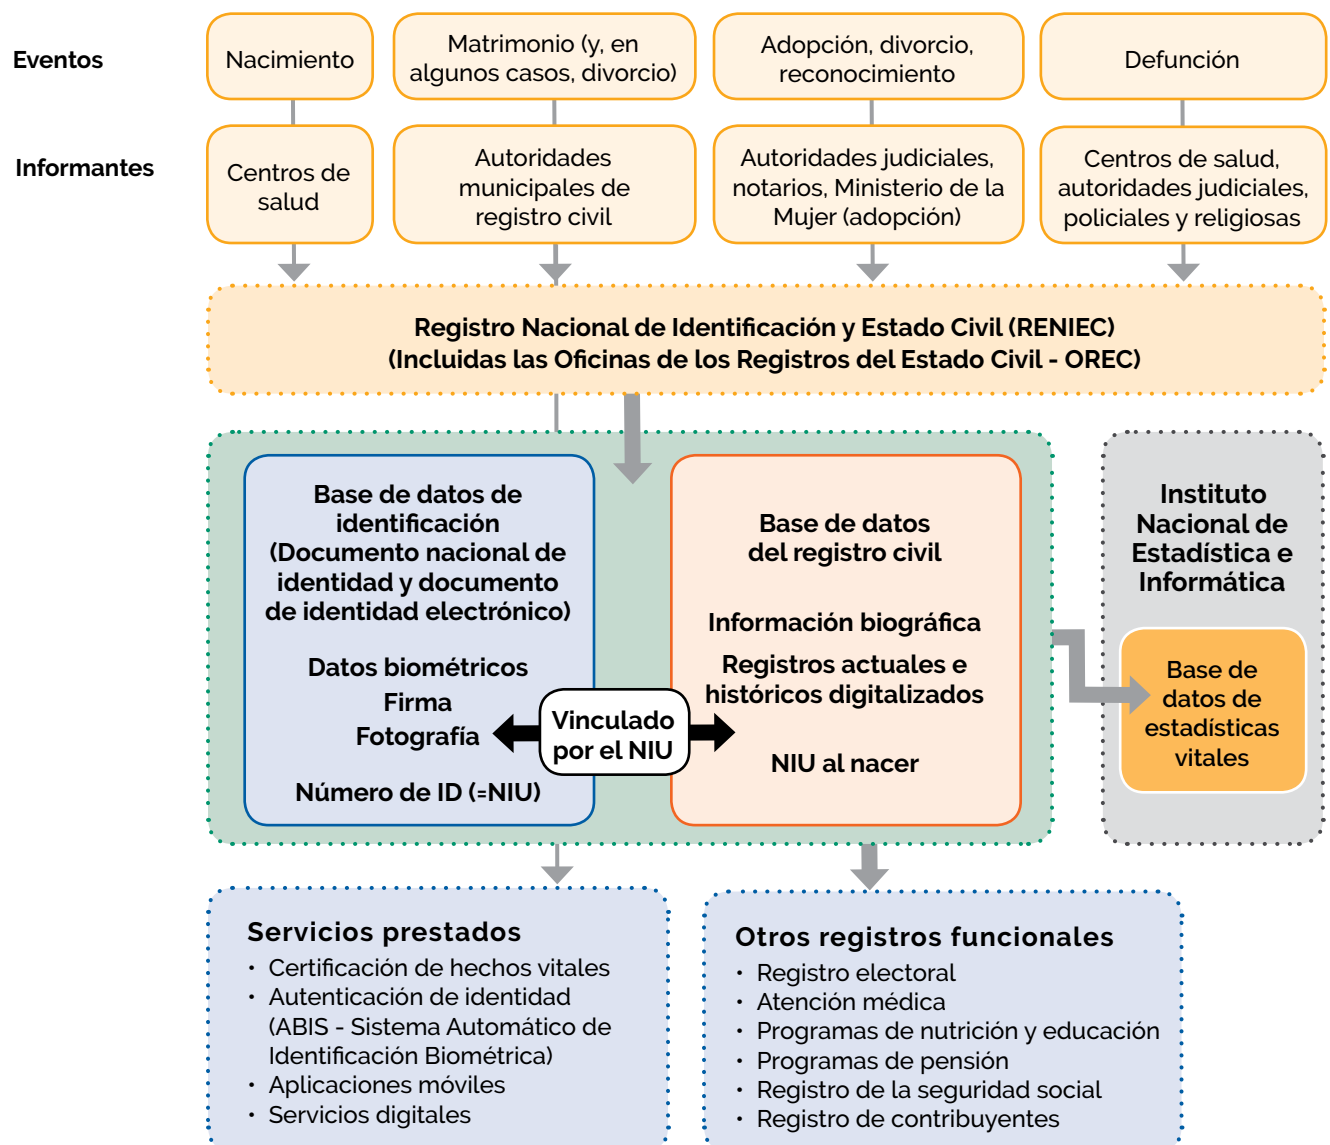 Eventos
Nacimiento
Matrimonio (y, en
algunos casos, divorcio)
Adopción, divorcio,
reconocimiento
Defunción
Informantes
Centros de
salud
Autoridades
municipales de
registro civil
Autoridades judiciales,
notarios, Ministerio de la
Mujer (adopción)
Centros de salud,
autoridades judiciales,
policiales y religiosas
Registro Nacional de Identificación y Estado Civil (RENIEC)
(Incluidas las Oficinas de los Registros del Estado Civil - OREC)
Base de datos de
identificación
(Documento nacional de
identidad y documento
de identidad electrónico)
Datos biométricos
Firma
Fotografía
Número de ID (=NIU)
Vinculado
por el NIU
Base de datos
del registro civil
Información biográfica
Registros actuales e
históricos digitalizados
NIU al nacer
Instituto
Nacional de
Estadística e
Informática
Base de
datos de
estadísticas
vitales
Servicios prestados
• Certificación de hechos vitales
• Autenticación de identidad
(ABIS - Sistema Automático de
Identificación Biométrica)
• Aplicaciones móviles
• Servicios digitales
Otros registros funcionales
• Registro electoral
• Atención médica
• Programas de nutrición y educación
• Programas de pensión
• Registro de la seguridad social
• Registro de contribuyentes